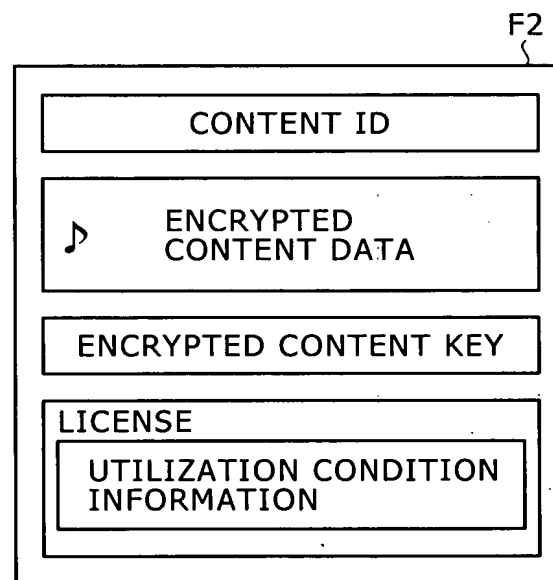 F2
CONTENT ID
♪ ENCRYPTED
CONTENT DATA
ENCRYPTED CONTENT KEY
LICENSE
UTILIZATION CONDITION
INFORMATION